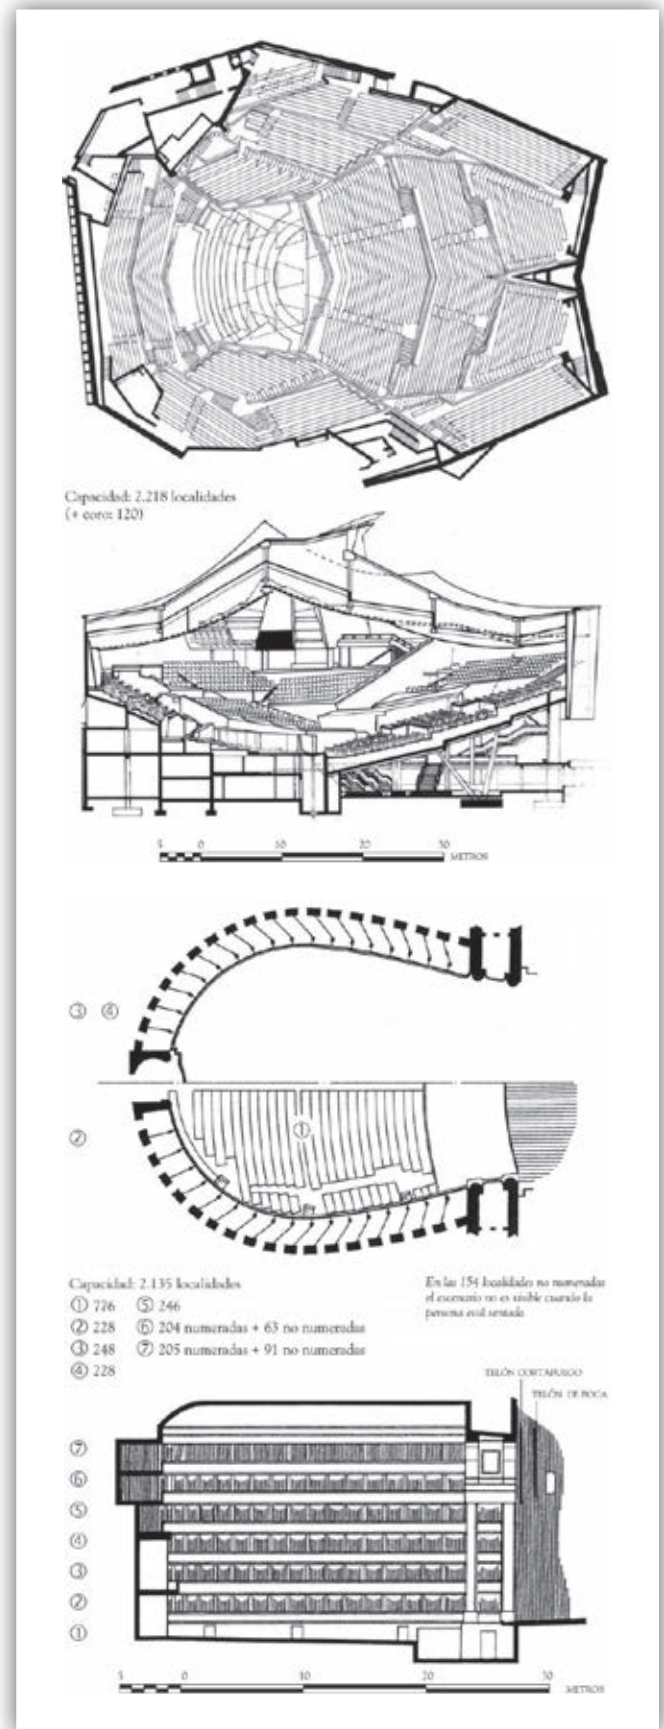 Capacidad: 2.218 localidades
(+ coro: 120)
5 0 10 20 30 METROS
③ ④
②
①
Capacidad: 2.135 localidades
① 776 ⑤ 246
② 228 ⑥ 204 numeradas + 63 no numeradas
③ 248 ⑦ 205 numeradas + 91 no numeradas
④ 228
En las 154 localidades no numeradas
el escenario no es visible cuando la
persona está sentada
TELÓN CORTAFUEGO
TELÓN DE BOCA
⑦
⑥
⑤
④
③
②
①
5 0 10 20 30 METROS